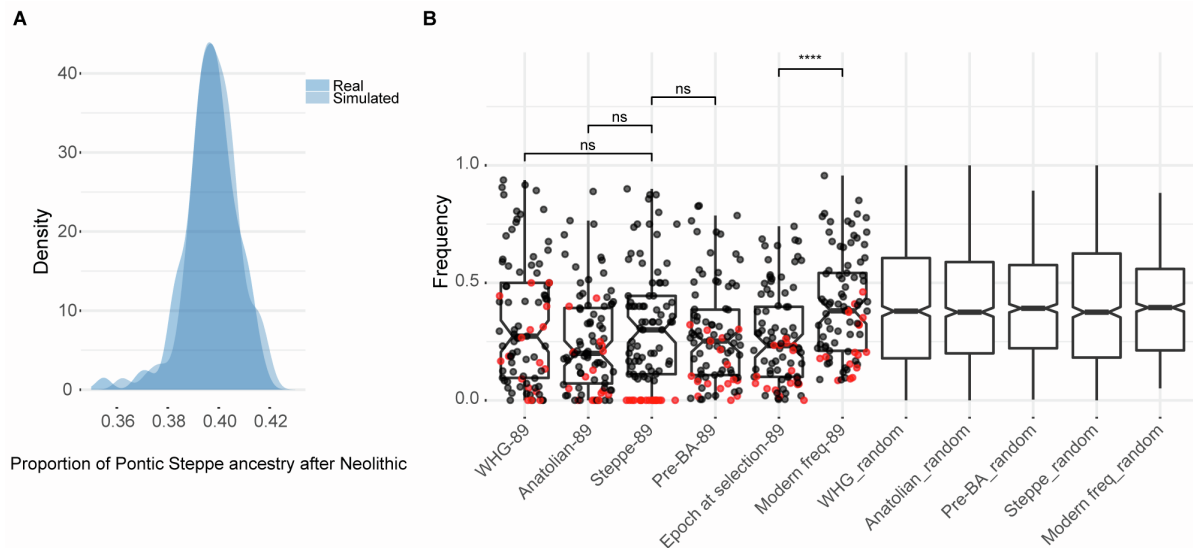 A
B
Real
Simulated
Density
40
30
20
10
0
0.36 0.38 0.40 0.42
Proportion of Pontic Steppe ancestry after Neolithic
Frequency
1.0
0.5
0.0
ns
ns
ns
****
WHG-89
Anatolian-89
Steppe-89
Pre-BA-89
Epoch at selection-89
Modern freq-89
WHG_random
Anatolian_random
Pre-BA_random
Steppe_random
Modern freq_random